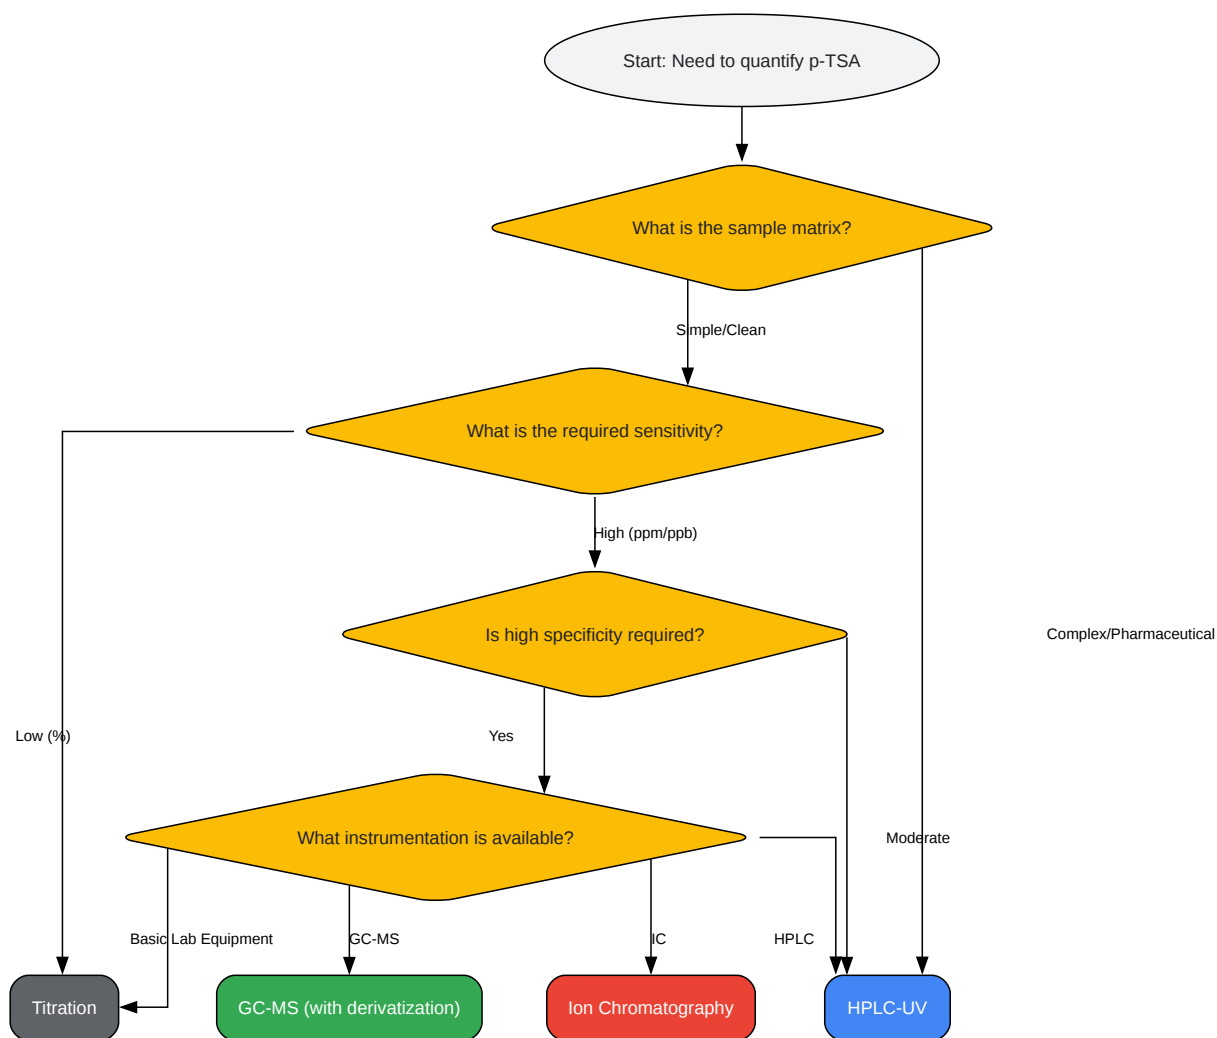 Start: Need to quantify p-TSA
What is the sample matrix?
Simple/Clean
What is the required sensitivity?
High (ppm/ppb)
Is high specificity required?
Complex/Pharmaceutical
Low (%)
Yes
What instrumentation is available?
Moderate
Basic Lab Equipment
GC-MS
IC
HPLC
Titration
GC-MS (with derivatization)
Ion Chromatography
HPLC-UV